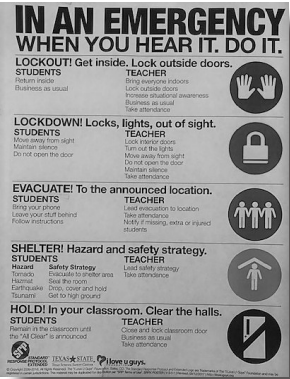 IN AN EMERGENCY
WHEN YOU HEAR IT. DO IT.
LOCKOUT! Get inside. Lock outside doors.
STUDENTS
Return inside
Business as usual
TEACHER
Bring everyone indoors
Lock outside doors
Increase situational awareness
Business as usual
Take attendance
LOCKDOWN! Locks, lights, out of sight.
STUDENTS
Move away from sight
Maintain silence
Do not open the door
TEACHER
Lock interior doors
Turn out the lights
Move away from sight
Do not open the door
Maintain silence
Take attendance
EVACUATE! To the announced location.
STUDENTS
Bring your phone
Leave your stuff behind
Follow instructions
TEACHER
Lead evacuation to location
Take attendance
Notify if missing, extra or injured
students
SHELTER! Hazard and safety strategy.
STUDENTS
Hazard Safety Strategy
Tornado Evacuate to shelter area
Hazmat Seal the room
Earthquake Drop, cover and hold
Tsunami Get to high ground
TEACHER
Lead safety strategy
Take attendance
HOLD! In your classroom. Clear the halls.
STUDENTS
Remain in the classroom until
the "All Clear" is announced
TEACHER
Close and lock classroom door
Business as usual
Take attendance
STANDARD
RESPONSE PROTOCOL
EXTENDED
TEXAS STATE
i love u guys.